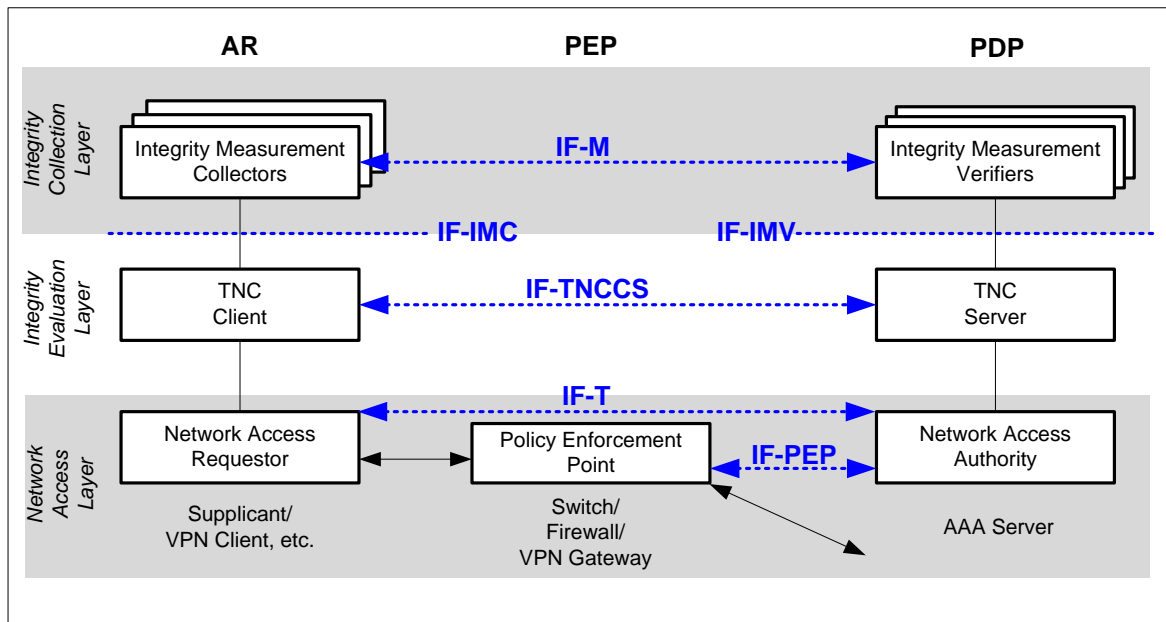 AR
PEP
PDP
Integrity
Collection
Layer
Integrity Measurement
Collectors
IF-M
Integrity Measurement
Verifiers
IF-IMC
IF-IMV
Integrity
Evaluation
Layer
TNC
Client
IF-TNCCS
TNC
Server
Network
Access
Layer
IF-T
Network Access
Requestor
Policy Enforcement
Point
IF-PEP
Network Access
Authority
Supplicant/
VPN Client, etc.
Switch/
Firewall/
VPN Gateway
AAA Server